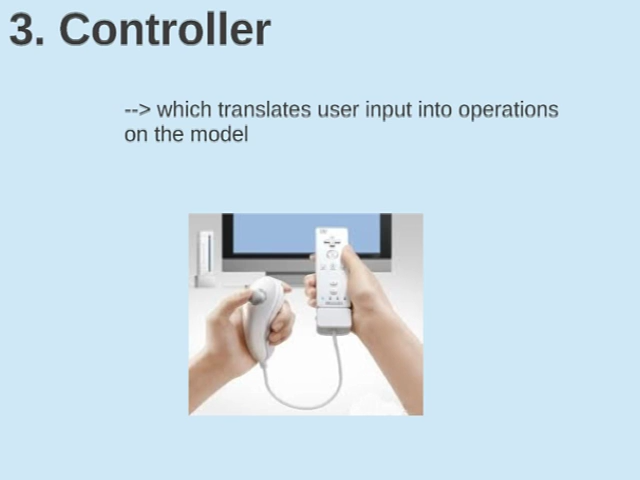 3. Controller
--> which translates user input into operations
on the model